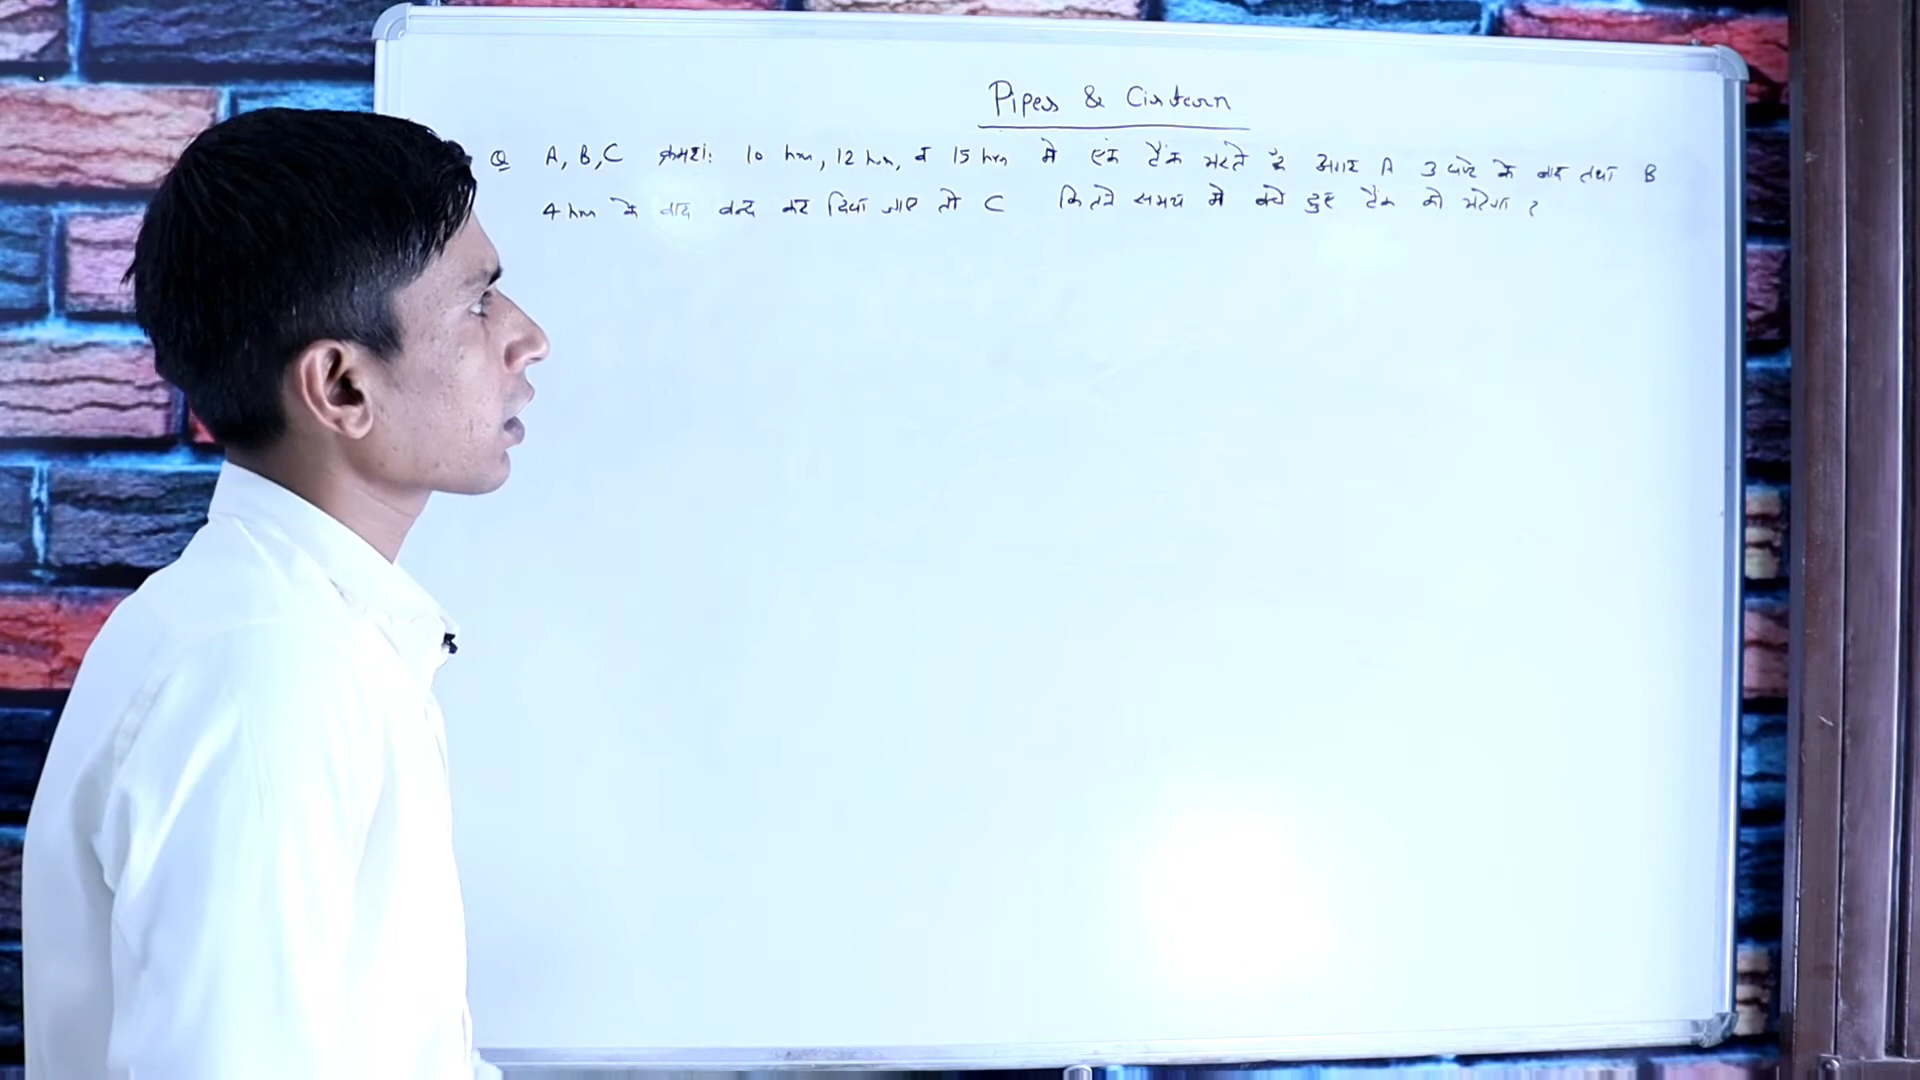 Pipes & Cistern
Q A, B, C क्रमशः 10 hrs, 12 hrs, व 15 hrs मे एक टैंक भरते है अगर A 3 घण्टे के बाद तथा B
4 hrs के बाद बन्द कर दिया जाए तो C कितने समय मे बचे हुए टैंक को भरेगा ?